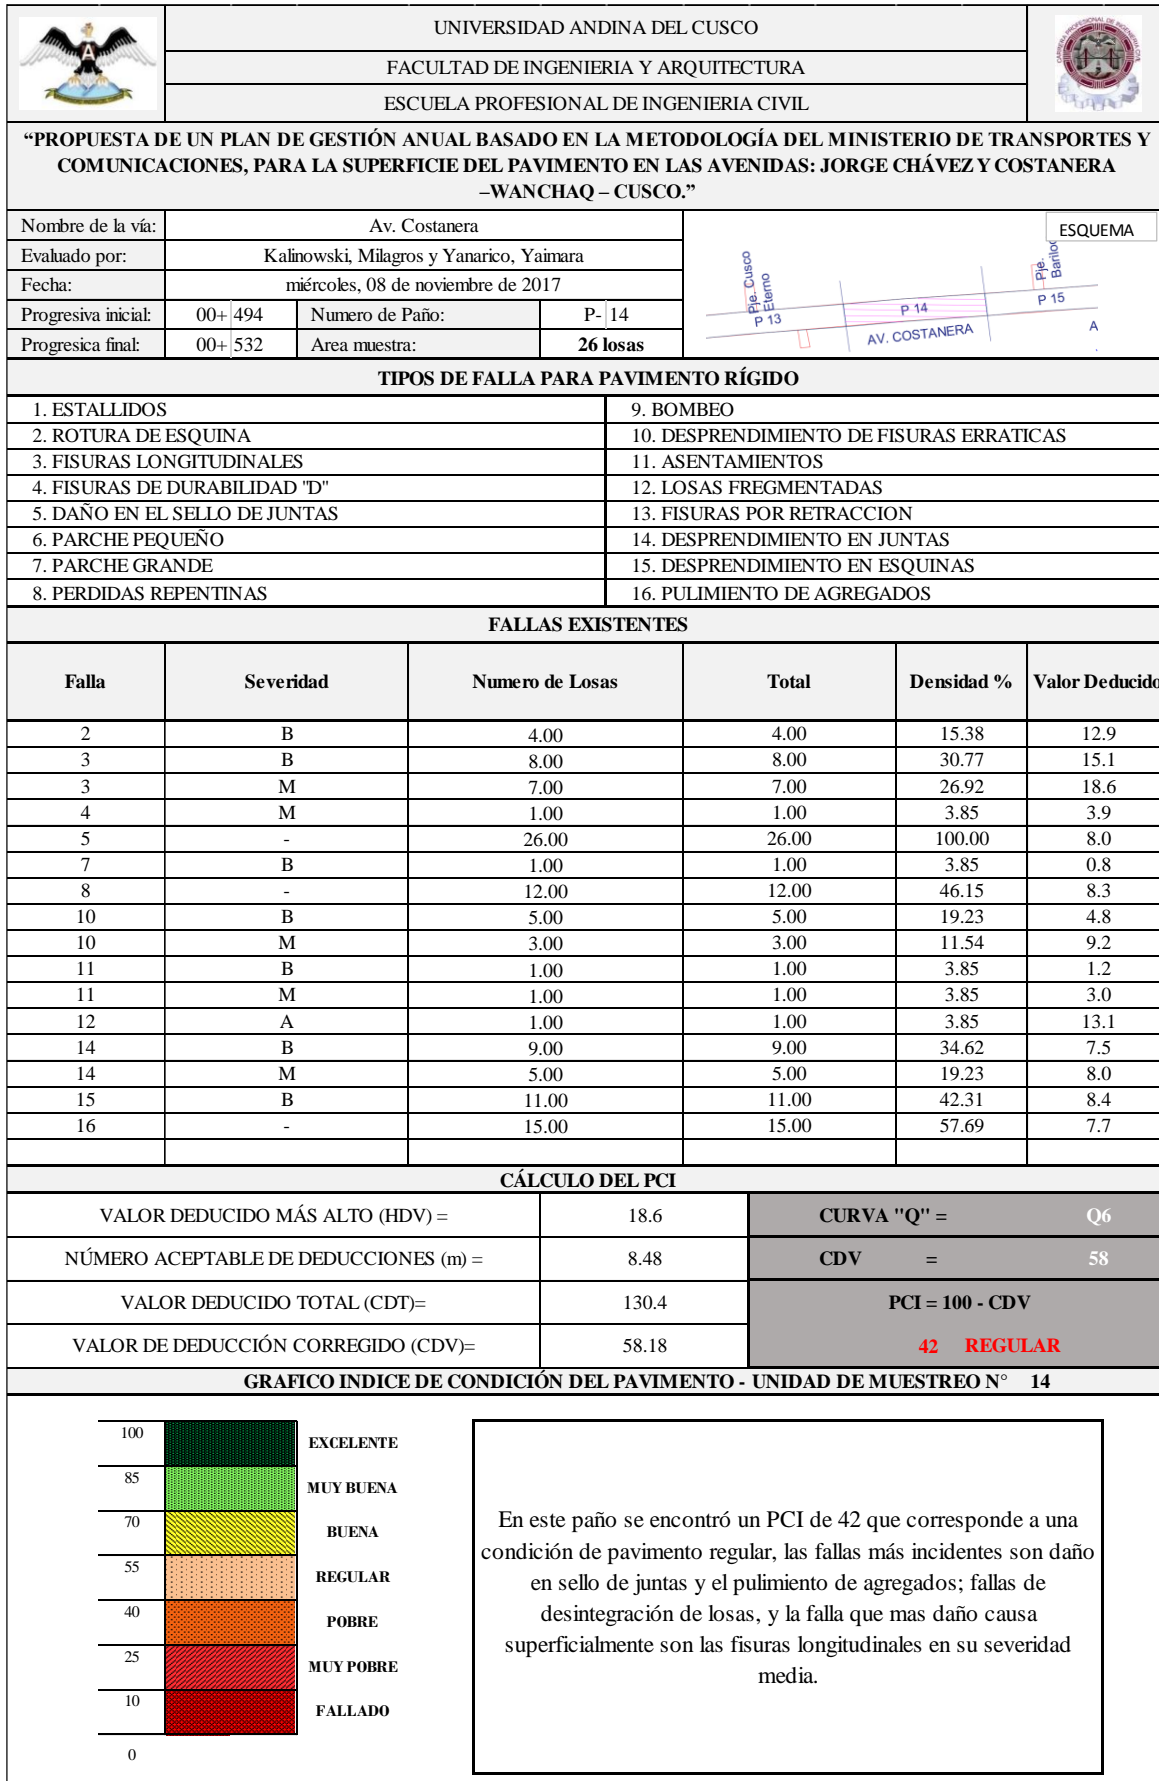 UNIVERSIDAD ANDINA DEL CUSCO
FACULTAD DE INGENIERIA Y ARQUITECTURA
ESCUELA PROFESIONAL DE INGENIERIA CIVIL
“PROPUESTA DE UN PLAN DE GESTIÓN ANUAL BASADO EN LA METODOLOGÍA DEL MINISTERIO DE TRANSPORTES Y
COMUNICACIONES, PARA LA SUPERFICIE DEL PAVIMENTO EN LAS AVENIDAS: JORGE CHÁVEZ Y COSTANERA
–WANCHAQ – CUSCO.”
Nombre de la vía: Av. Costanera
Evaluado por: Kalinowski, Milagros y Yanarico, Yaimara
Fecha: miércoles, 08 de noviembre de 2017
Progresiva inicial: 00+ 494 Numero de Paño: P- 14
Progresica final: 00+ 532 Area muestra: 26 losas
ESQUEMA
Pje. Cusco
Eterno
Pje.
P 13
P 14
P 15
AV. COSTANERA
A
TIPOS DE FALLA PARA PAVIMENTO RÍGIDO
1. ESTALLIDOS 9. BOMBEO
2. ROTURA DE ESQUINA 10. DESPRENDIMIENTO DE FISURAS ERRATICAS
3. FISURAS LONGITUDINALES 11. ASENTAMIENTOS
4. FISURAS DE DURABILIDAD "D" 12. LOSAS FREGMENTADAS
5. DAÑO EN EL SELLO DE JUNTAS 13. FISURAS POR RETRACCION
6. PARCHE PEQUEÑO 14. DESPRENDIMIENTO EN JUNTAS
7. PARCHE GRANDE 15. DESPRENDIMIENTO EN ESQUINAS
8. PERDIDAS REPENTINAS 16. PULIMIENTO DE AGREGADOS
FALLAS EXISTENTES
Falla Severidad Numero de Losas Total Densidad % Valor Deducido
2 B 4.00 4.00 15.38 12.9
3 B 8.00 8.00 30.77 15.1
3 M 7.00 7.00 26.92 18.6
4 M 1.00 1.00 3.85 3.9
5 - 26.00 26.00 100.00 8.0
7 B 1.00 1.00 3.85 0.8
8 - 12.00 12.00 46.15 8.3
10 B 5.00 5.00 19.23 4.8
10 M 3.00 3.00 11.54 9.2
11 B 1.00 1.00 3.85 1.2
11 M 1.00 1.00 3.85 3.0
12 A 1.00 1.00 3.85 13.1
14 B 9.00 9.00 34.62 7.5
14 M 5.00 5.00 19.23 8.0
15 B 11.00 11.00 42.31 8.4
16 - 15.00 15.00 57.69 7.7
CÁLCULO DEL PCI
VALOR DEDUCIDO MÁS ALTO (HDV) = 18.6 CURVA "Q" = Q6
NÚMERO ACEPTABLE DE DEDUCCIONES (m) = 8.48 CDV = 58
VALOR DEDUCIDO TOTAL (CDT)= 130.4 PCI = 100 - CDV
VALOR DE DEDUCCIÓN CORREGIDO (CDV)= 58.18 42 REGULAR
GRAFICO INDICE DE CONDICIÓN DEL PAVIMENTO - UNIDAD DE MUESTREO N° 14
100 EXCELENTE
85 MUY BUENA
70 BUENA
55 REGULAR
40 POBRE
25 MUY POBRE
10 FALLADO
0
En este paño se encontró un PCI de 42 que corresponde a una
condición de pavimento regular, las fallas más incidentes son daño
en sello de juntas y el pulimiento de agregados; fallas de
desintegración de losas, y la falla que mas daño causa
superficialmente son las fisuras longitudinales en su severidad
media.